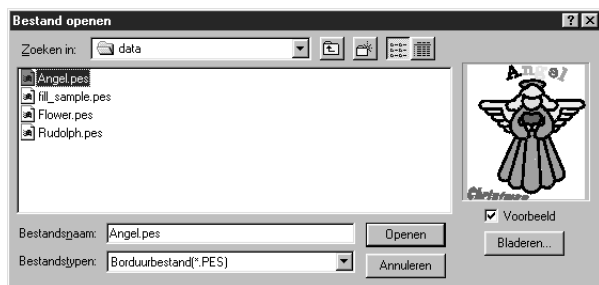 Bestand openen
Zoeken in: data
Angel.pes
fill_sample.pes
Flower.pes
Rudolph.pes
Angel
Christmas
Voorbeeld
Bestandsnaam: Angel.pes Openen
Bladeren...
Bestandstypen: Borduurbestand(*.PES) Annuleren